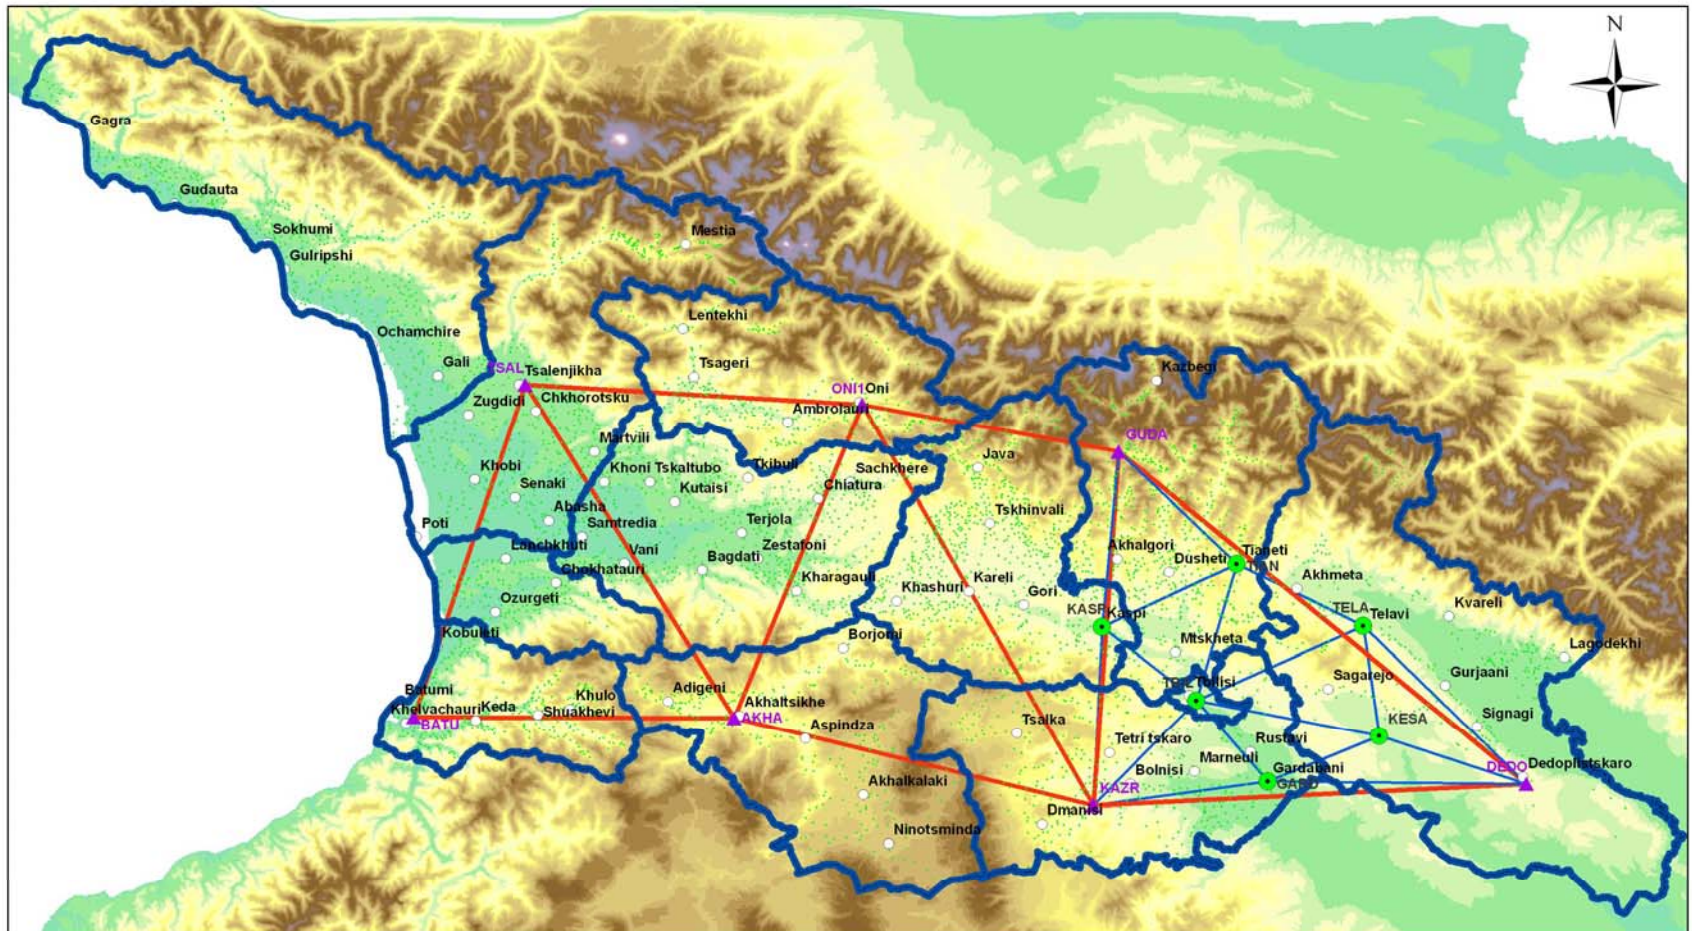 N
Gagra
Gudauta
Sokhumi
Mestia
Gulripshi
Lentekhi
Ochamchire
Gali
Tsageri
Kazbegi
TSAL Tsalenjikha
ONI1 Oni
Zugdidi
Chkhorotsku
Ambrolauri
GUDA
Martvili
Java
Khobi
Khoni
Tskaltubo
Tkibuli
Sachkhere
Senaki
Kutaisi
Chiatura
Abasha
Tskhinvali
Poti
Samtredia
Terjola
Lanchkhuti
Vani
Bagdati
Zestafoni
Akhalgori
Dusheti
Tianeti
TIAN
Chokhatauri
Kharagauli
Khashuri
Kareli
Gori
Akhmeta
Ozurgeti
KASP Kaspi
TELA
Telavi
Kvareli
Kobuleti
Borjomi
Mtskheta
Lagodekhi
Batumi
Adigeni
TBIL Tbilisi
Sagarejo
Gurjaani
Khelvachauri
Keda
Khulo
Shuakhevi
Akhaltsikhe
BATU
AKHA
Aspindza
Tsalka
KESA
Signagi
Tetri tskaro
Rustavi
Marneuli
Bolnisi
Gardabani
GARD
DEDO
Dedoplistskaro
Akhalkalaki
KAZR
Dmanisi
Ninotsminda